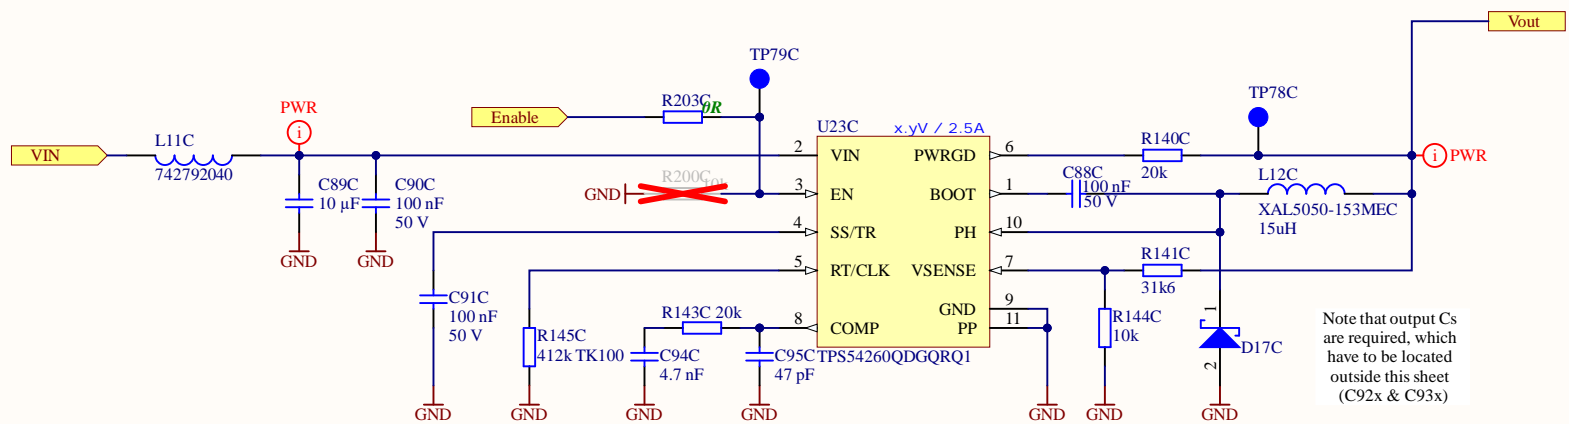 Vout
TP79C
TP78C
PWR
Enable
R203C
0R
U23C
x.yV / 2.5A
VIN
L11C
742792040
2
VIN
PWRGD
6
R140C
20k
PWR
C89C
10 µF
C90C
100 nF
50 V
GND
R200C
3
EN
BOOT
1
C88C
100 nF
50 V
L12C
XAL5050-153MEC
15uH
4
SS/TR
PH
10
GND
GND
5
RT/CLK
VSENSE
7
R141C
31k6
C91C
100 nF
50 V
R145C
412k TK100
R143C 20k
8
COMP
GND
9
PP
11
C94C
4.7 nF
C95C
47 pF
TPS54260QDGQRQ1
R144C
10k
1
D17C
2
Note that output Cs
are required, which
have to be located
outside this sheet
(C92x & C93x)
GND
GND
GND
GND
GND
GND
GND